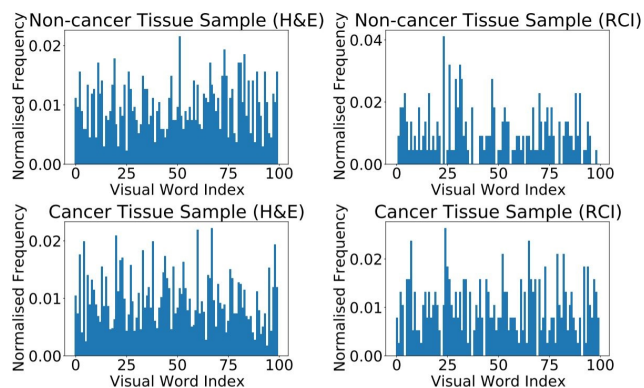 Non-cancer Tissue Sample (H&E)
Normalised Frequency
0.02
0.01
0.00
0 25 50 75 100
Visual Word Index
Non-cancer Tissue Sample (RCI)
Normalised Frequency
0.04
0.02
0.00
0 25 50 75 100
Visual Word Index
Cancer Tissue Sample (H&E)
Normalised Frequency
0.02
0.01
0.00
0 25 50 75 100
Visual Word Index
Cancer Tissue Sample (RCI)
Normalised Frequency
0.02
0.01
0.00
0 25 50 75 100
Visual Word Index